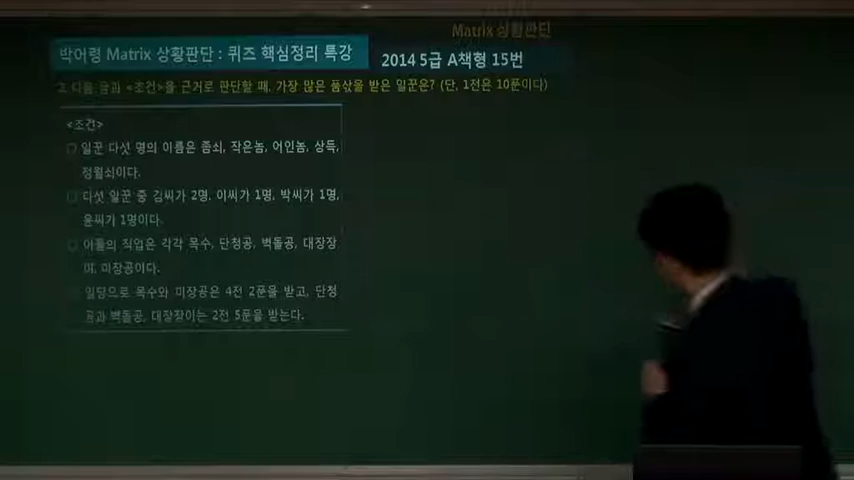 Matrix 상황판단
박어령 Matrix 상황판단 : 퀴즈 핵심정리 특강
2014 5급 A책형 15번
다음 글과 <조건>을 근거로 판단할 때, 가장 많은 품삯을 받은 일꾼은? (단, 1전은 10푼이다)
<조건>
□ 일꾼 다섯 명의 이름은 좀쇠, 작은놈, 어인놈, 상득,
정월쇠이다.
□ 다섯 일꾼 중 김씨가 2명, 이씨가 1명, 박씨가 1명,
윤씨가 1명이다.
□ 이들의 직업은 각각 목수, 단청공, 벽돌공, 대장장
이, 미장공이다.
일당으로 목수와 미장공은 4전 2푼을 받고, 단청
공과 벽돌공, 대장장이는 2전 5푼을 받는다.